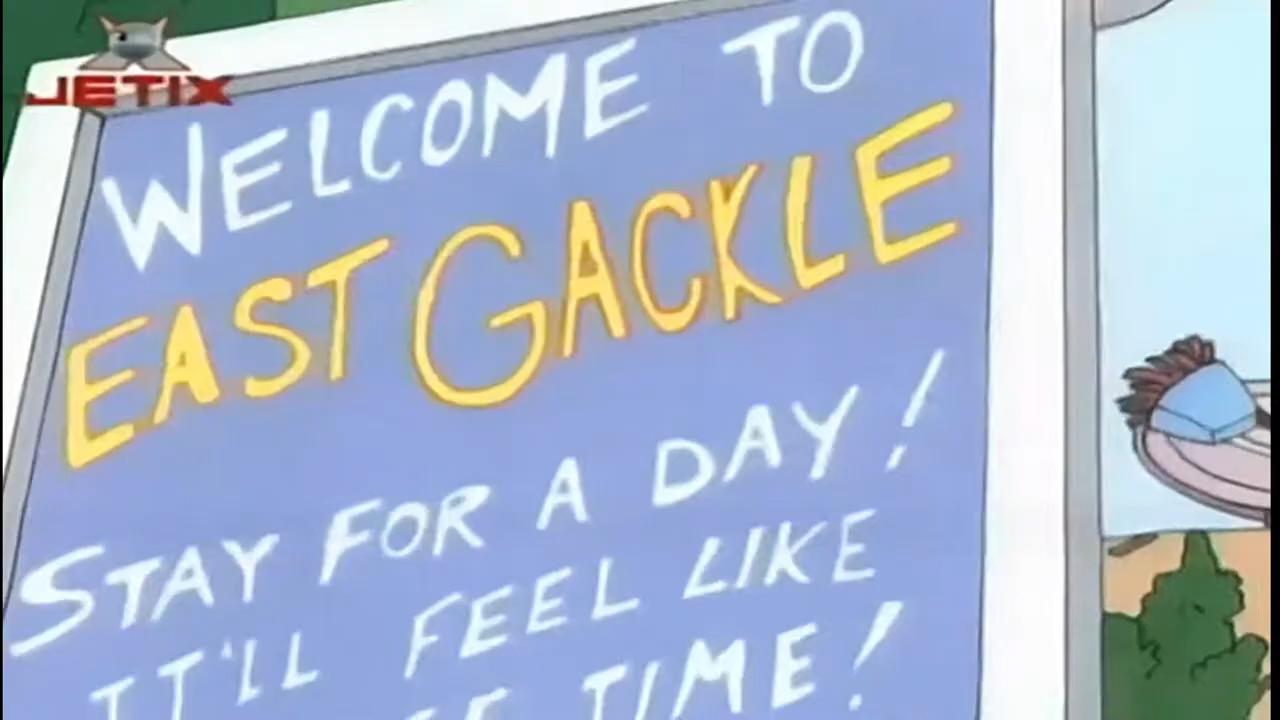 JETIX
WELCOME TO
EAST GACKLE
STAY FOR A DAY!
IT'LL FEEL LIKE
TIME!